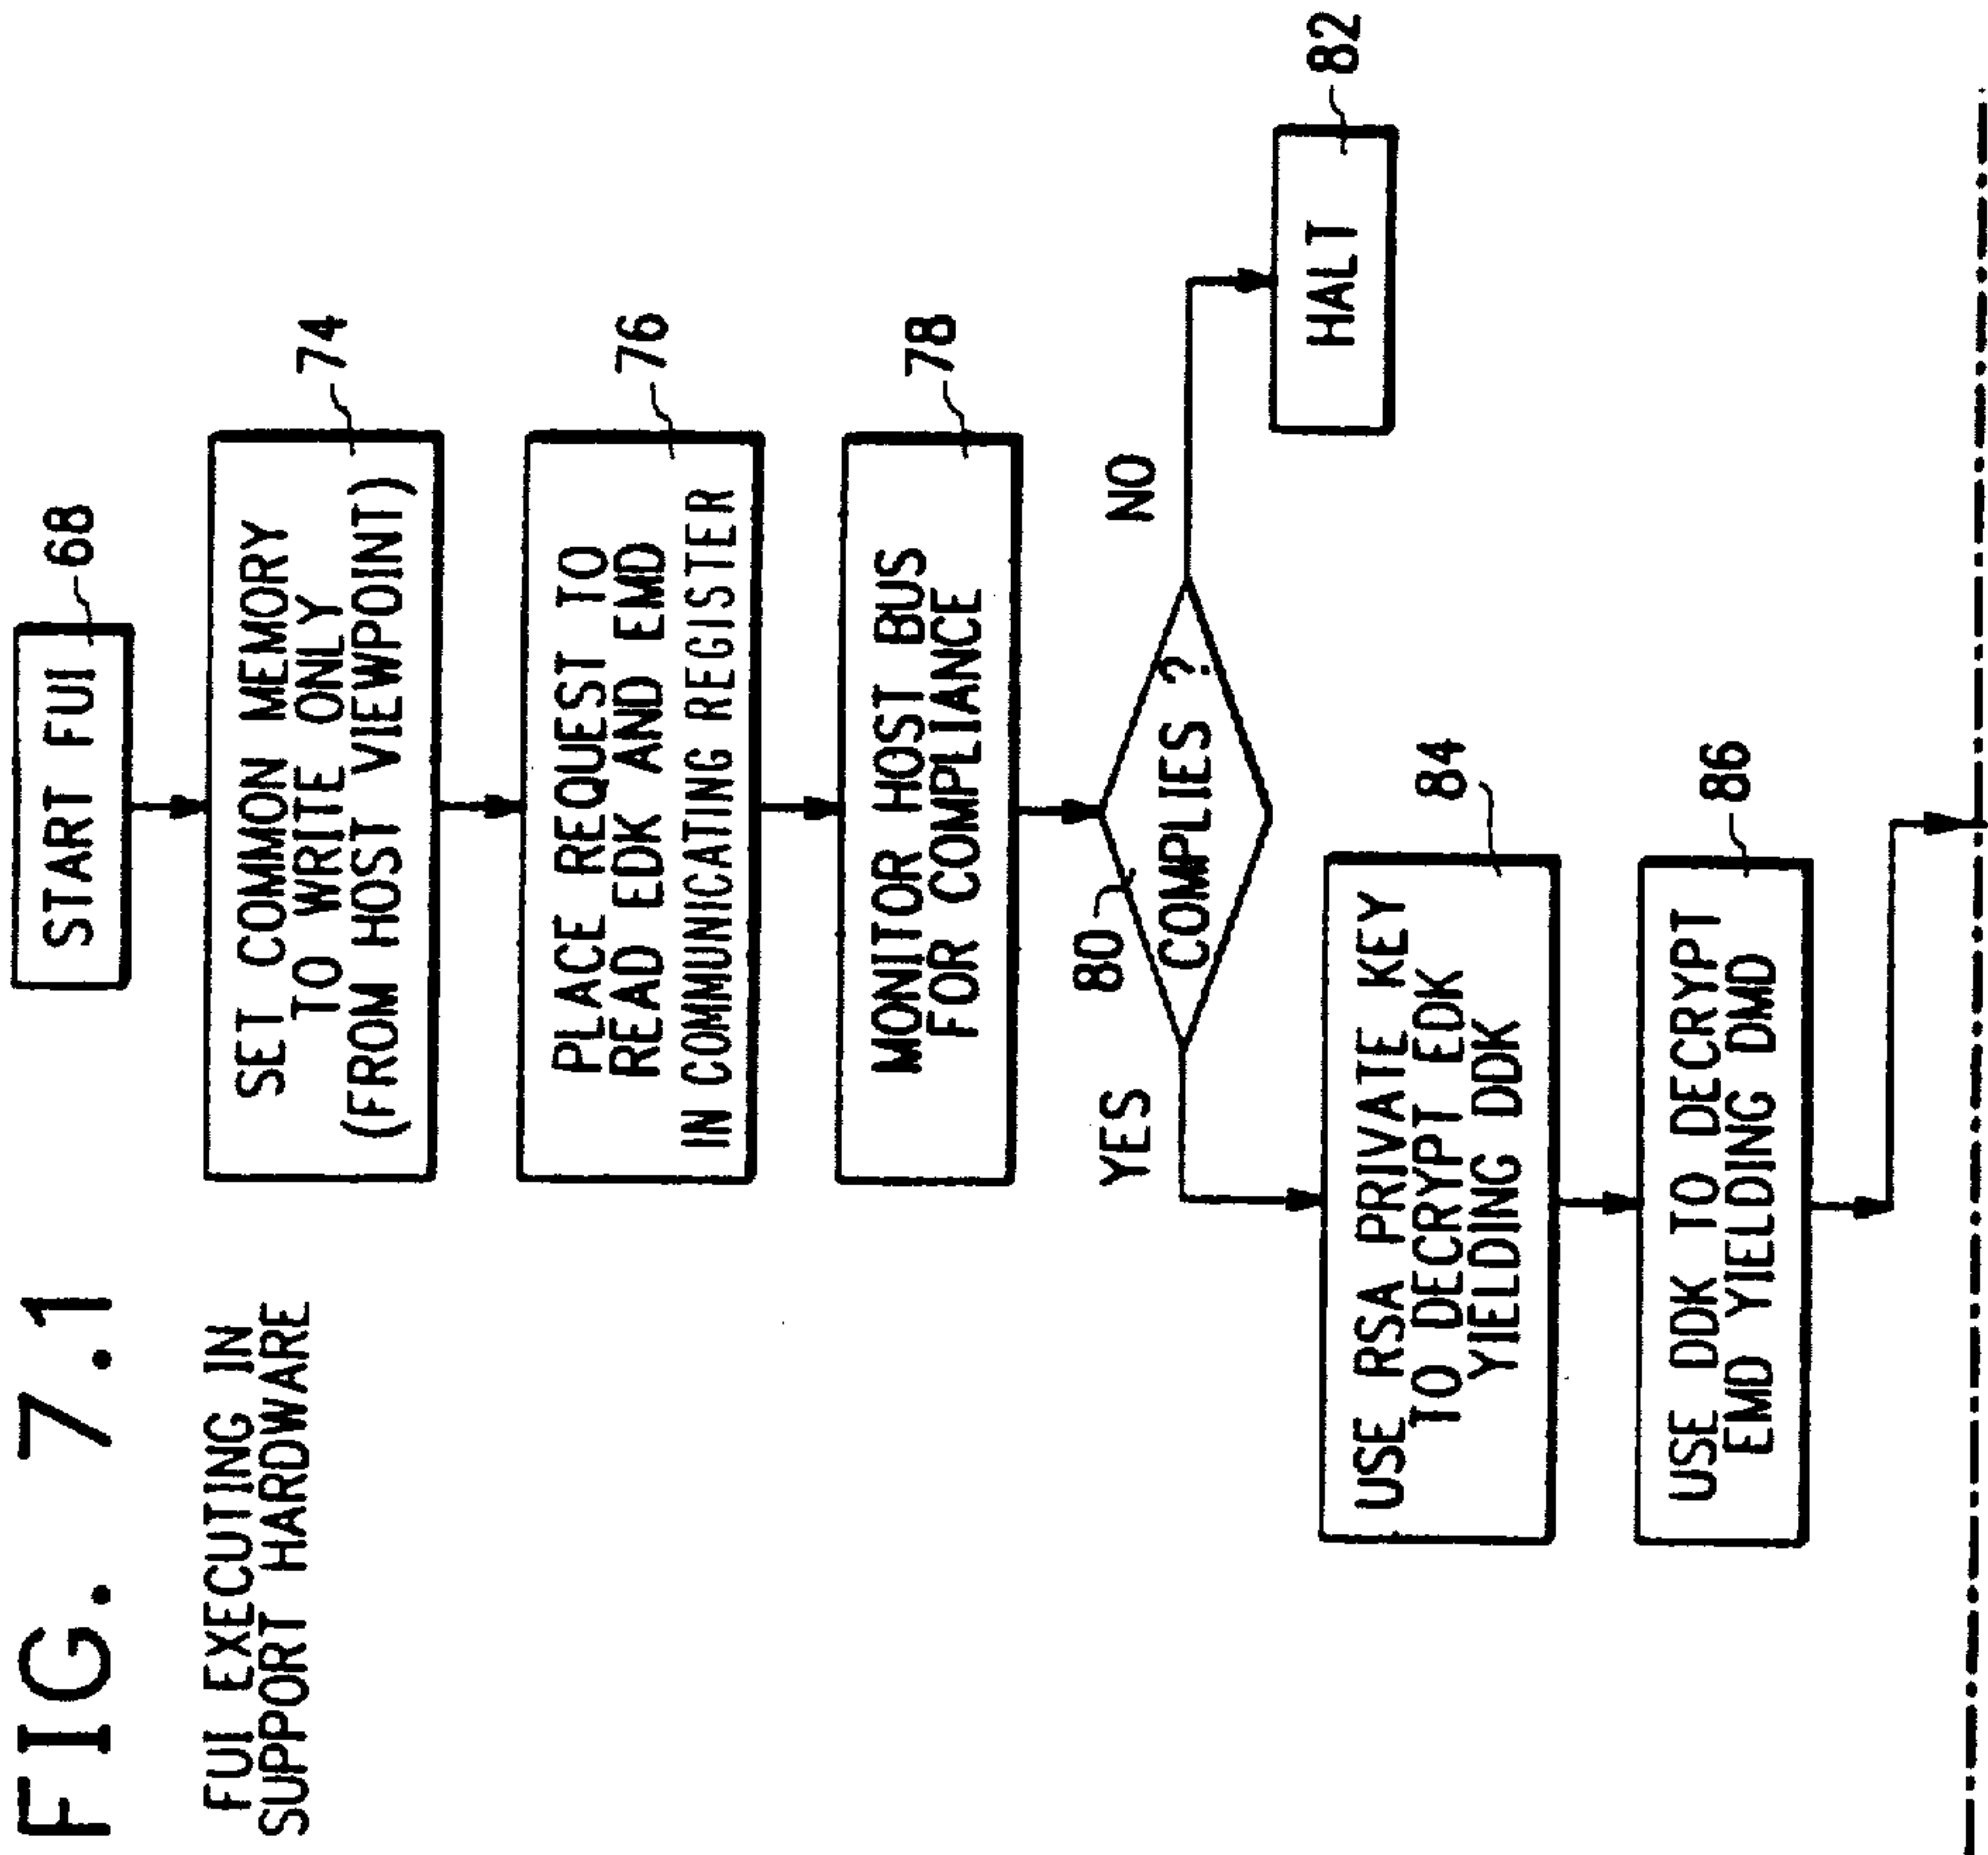 FIG. 7.1
FUI EXECUTING IN
SUPPORT HARDWARE
START FUI
68
SET COMMON MEMORY
TO WRITE ONLY
(FROM HOST VIEWPOINT)
74
PLACE REQUEST TO
READ EDK AND EMD
IN COMMUNICATING REGISTER
76
MONITOR HOST BUS
FOR COMPLIANCE
78
80
COMPLIES ?
YES
NO
HALT
82
USE RSA PRIVATE KEY
TO DECRYPT EDK
YIELDING DDK
84
USE DDK TO DECRYPT
EMD YIELDING DMD
86